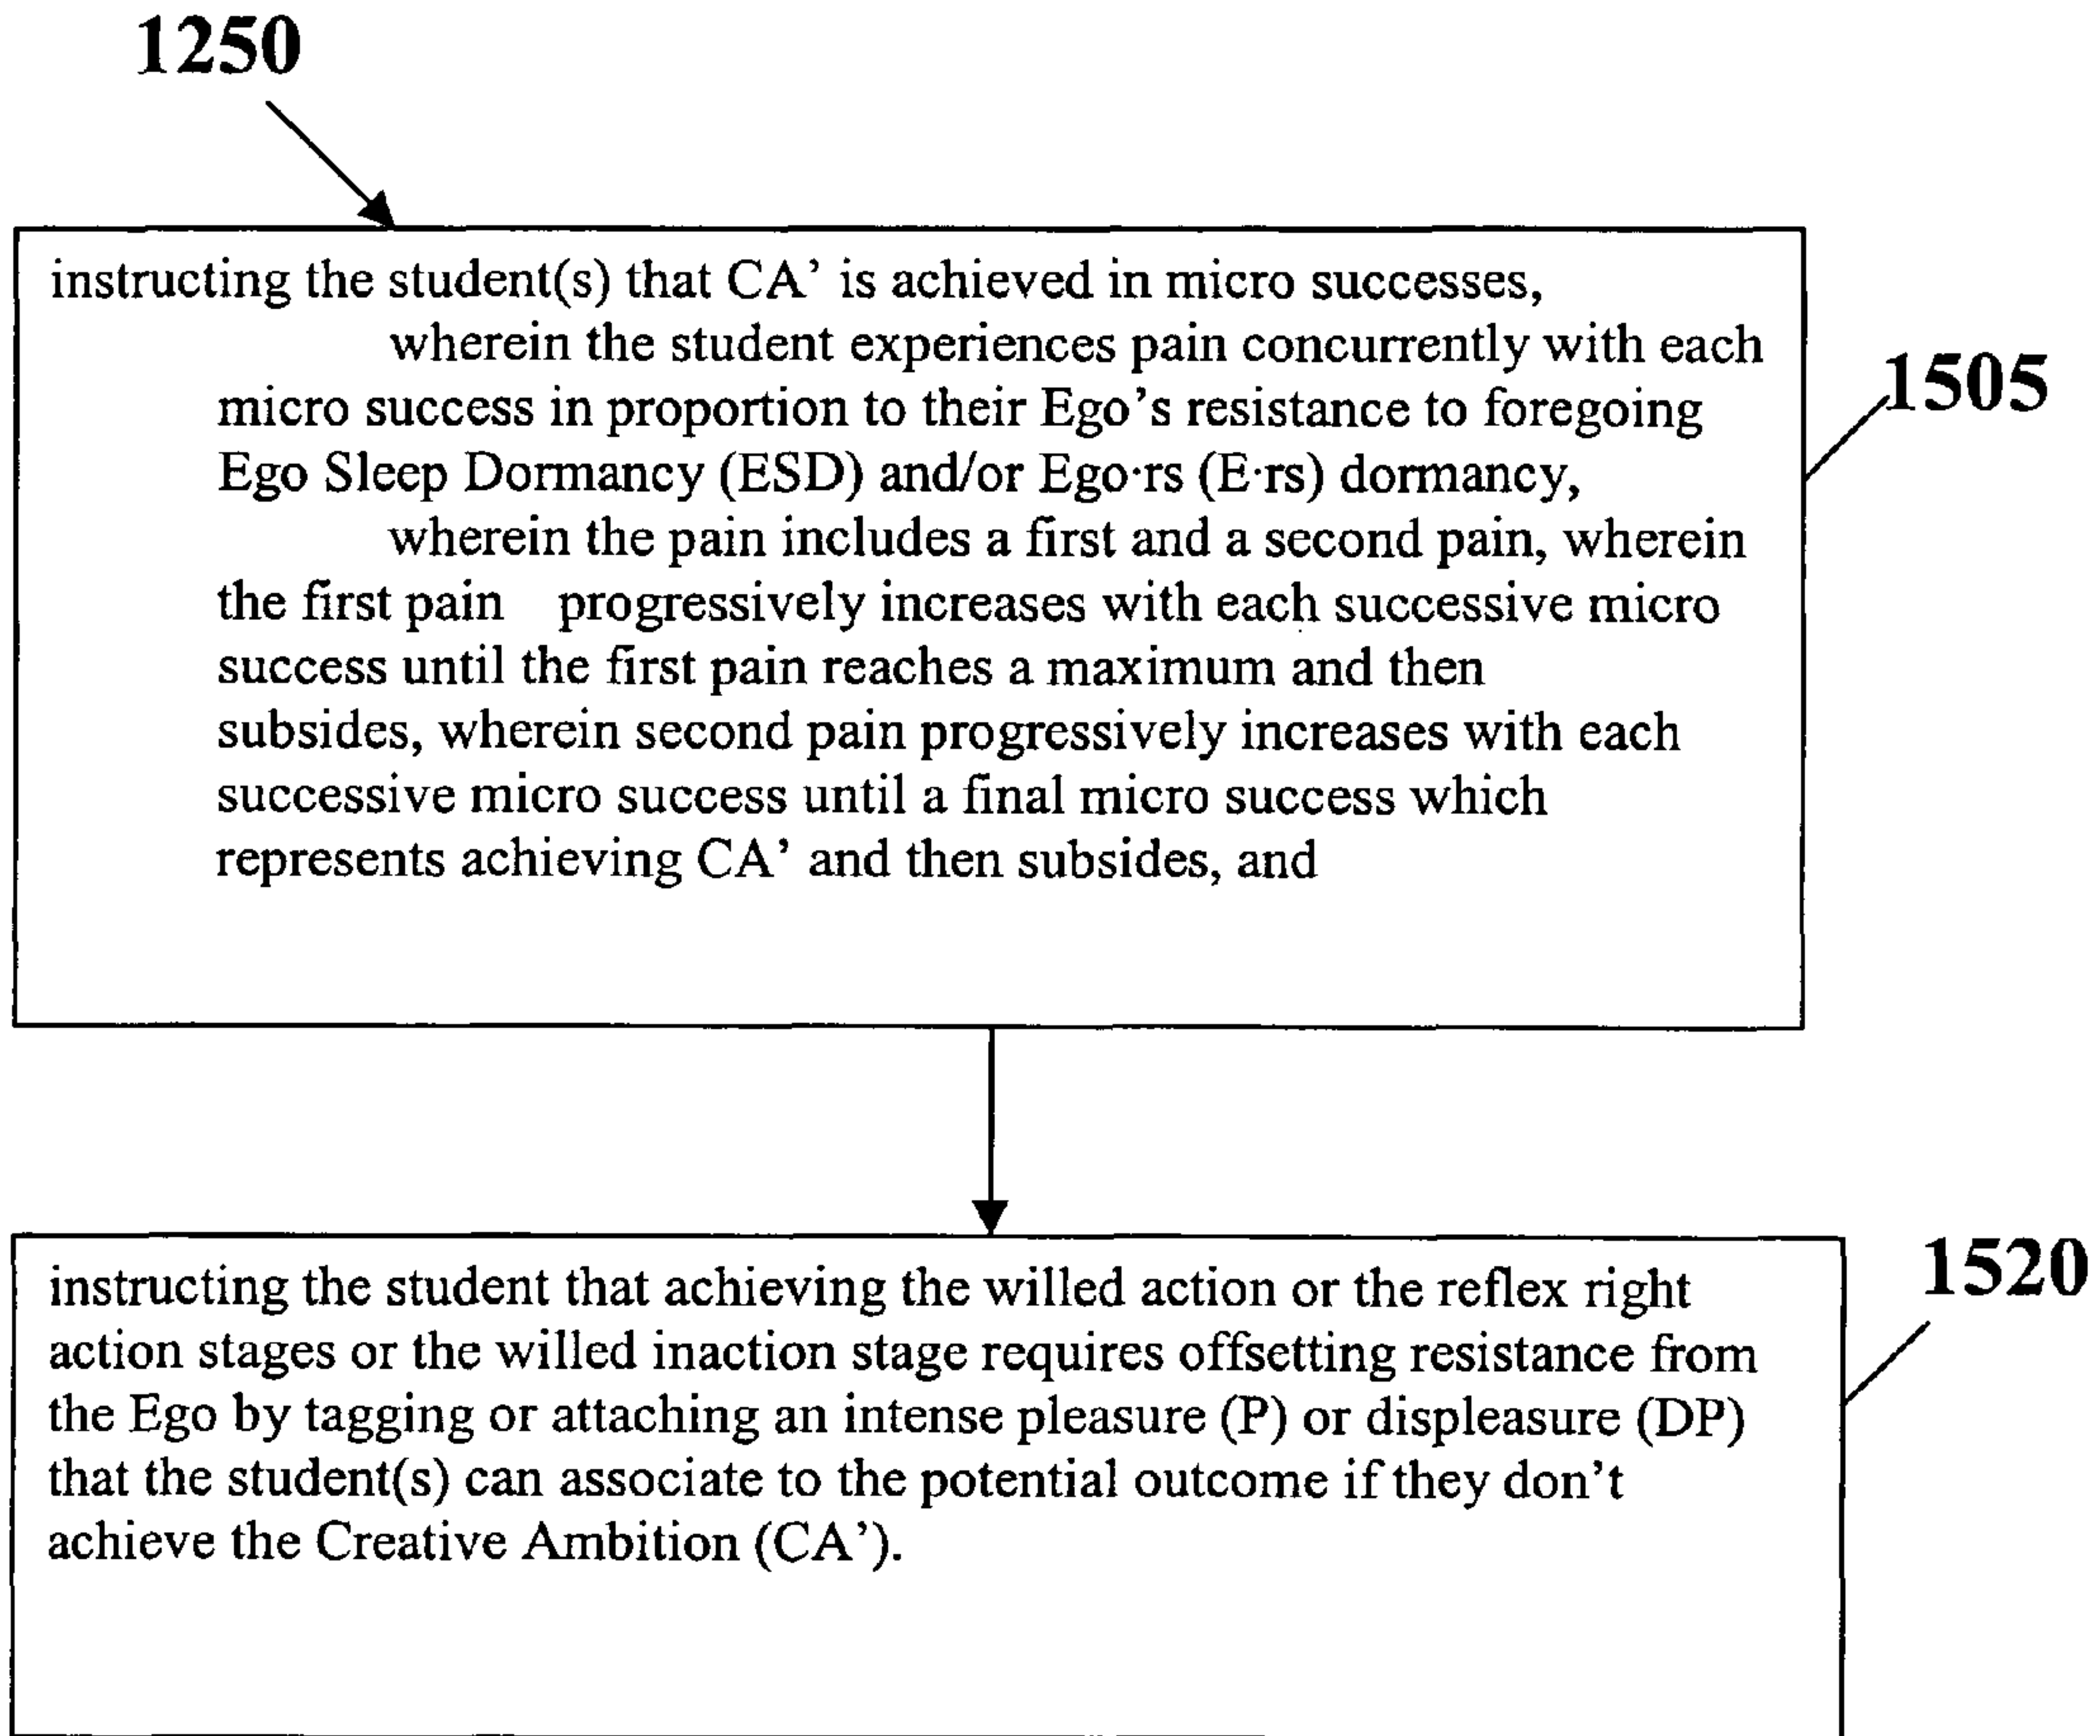 1250
instructing the student(s) that CA’ is achieved in micro successes,
wherein the student experiences pain concurrently with each
micro success in proportion to their Ego’s resistance to foregoing
Ego Sleep Dormancy (ESD) and/or Ego·rs (E·rs) dormancy,
wherein the pain includes a first and a second pain, wherein
the first pain progressively increases with each successive micro
success until the first pain reaches a maximum and then
subsides, wherein second pain progressively increases with each
successive micro success until a final micro success which
represents achieving CA’ and then subsides, and
1505
instructing the student that achieving the willed action or the reflex right
action stages or the willed inaction stage requires offsetting resistance from
the Ego by tagging or attaching an intense pleasure (P) or displeasure (DP)
that the student(s) can associate to the potential outcome if they don’t
achieve the Creative Ambition (CA’).
1520